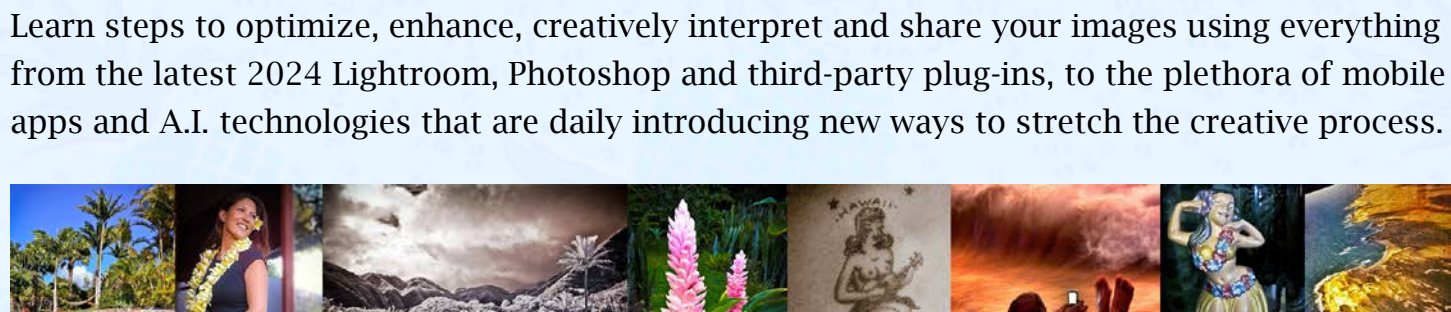 Learn steps to optimize, enhance, creatively interpret and share your images using everything
from the latest 2024 Lightroom, Photoshop and third-party plug-ins, to the plethora of mobile
apps and A.I. technologies that are daily introducing new ways to stretch the creative process.
HAWAII